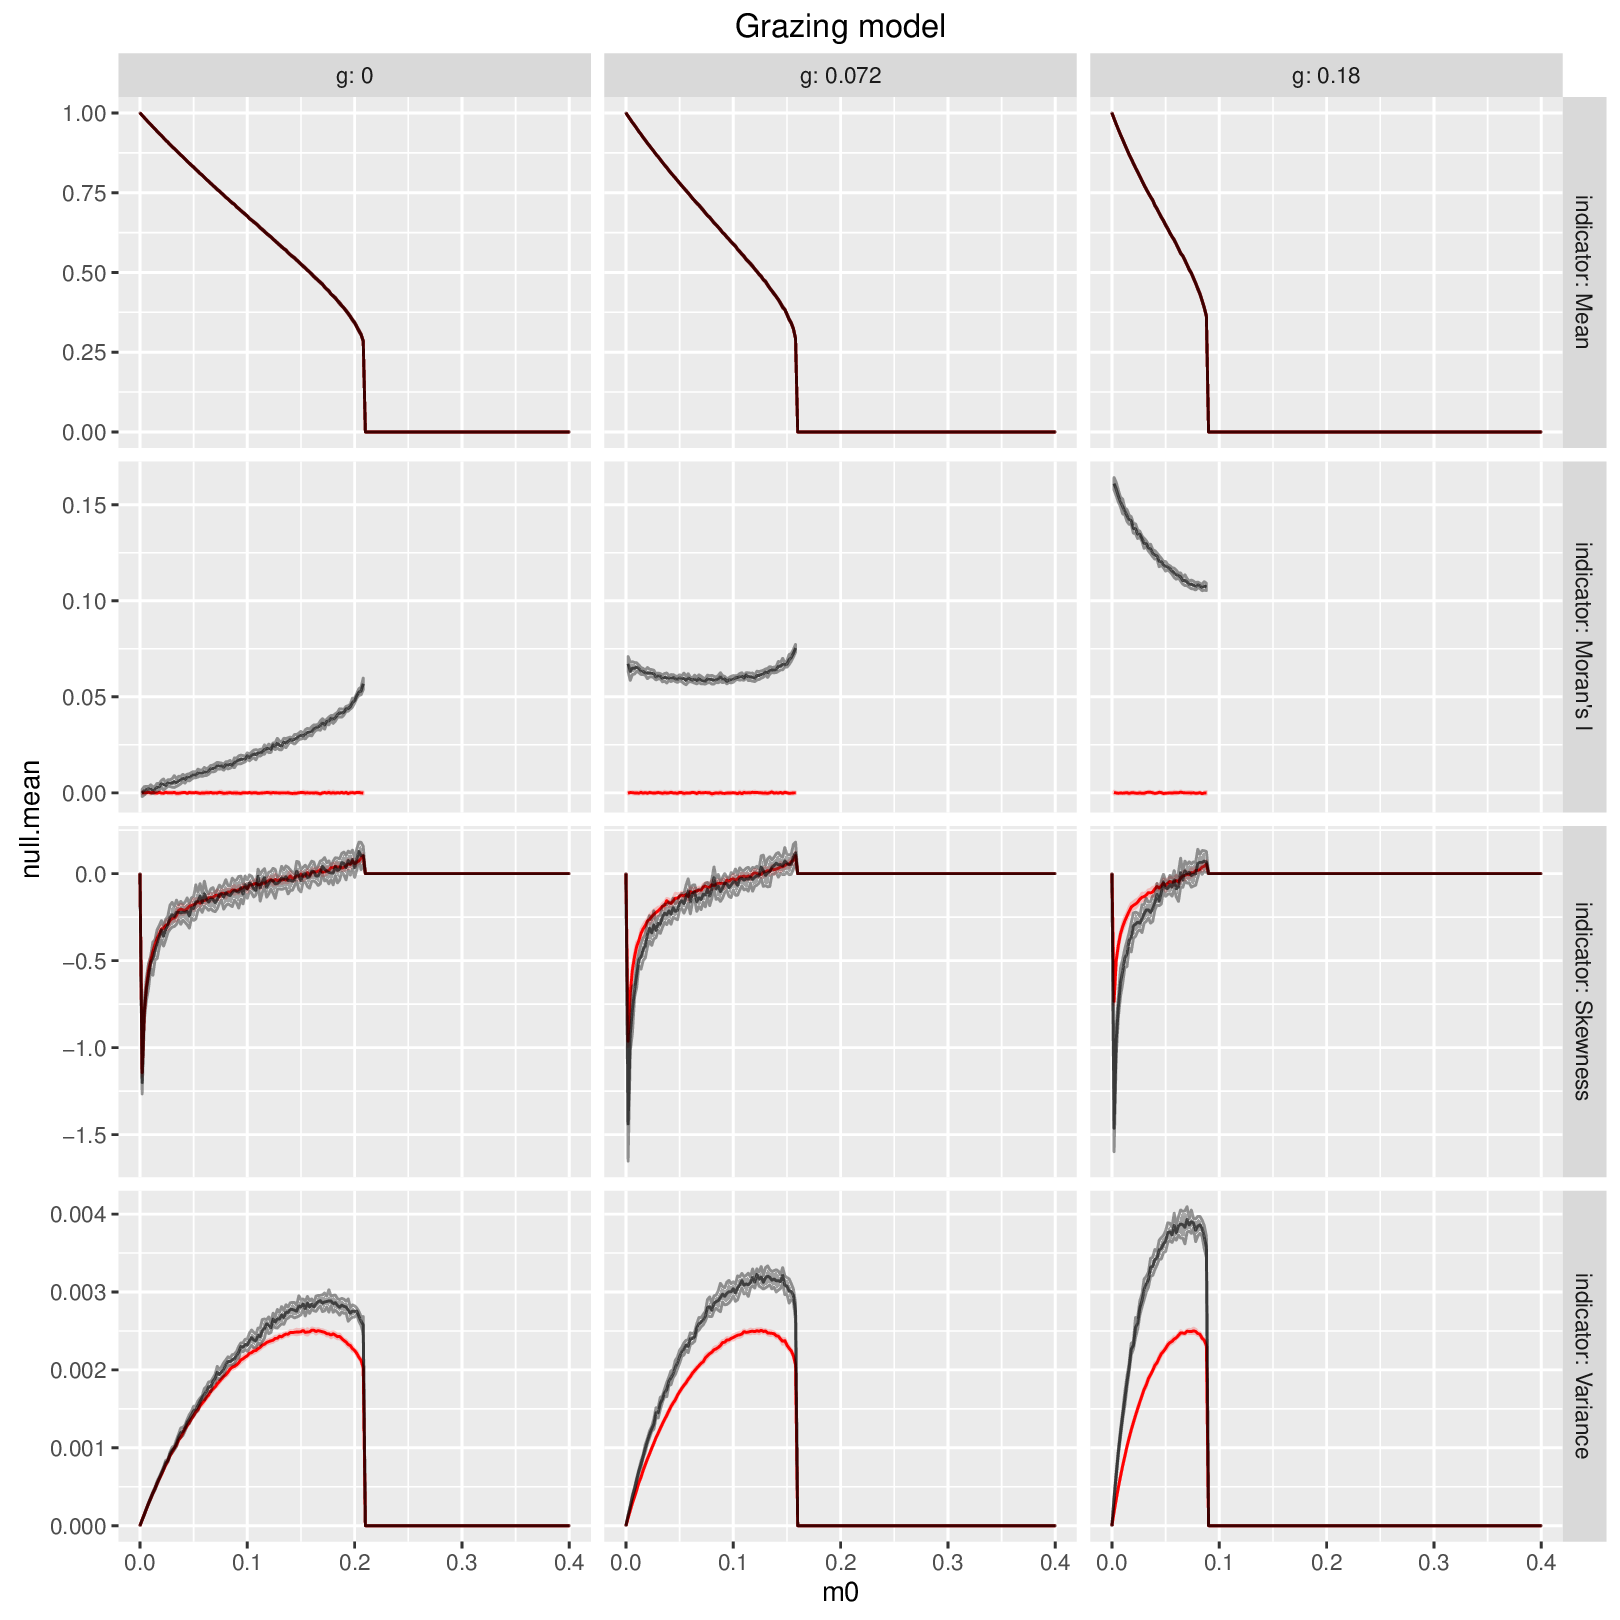 Grazing model
g: 0
g: 0.072
g: 0.18
1.00
0.75
0.50
0.25
0.00
indicator: Mean
0.15
0.10
0.05
0.00
indicator: Moran's I
0.0
−0.5
−1.0
−1.5
indicator: Skewness
0.004
0.003
0.002
0.001
0.000
indicator: Variance
null.mean
0.0 0.1 0.2 0.3 0.4
0.0 0.1 0.2 0.3 0.4
0.0 0.1 0.2 0.3 0.4
m0